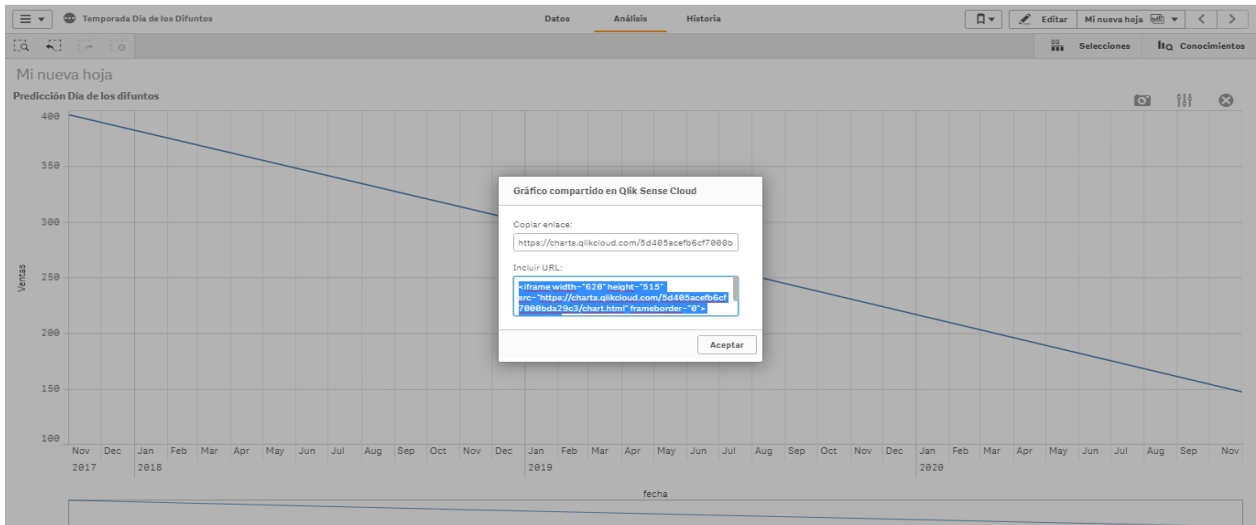 Temporada Día de los Difuntos
Datos Análisis Historia
Editar Mi nueva hoja
Selecciones Conocimientos
Mi nueva hoja
Predicción Día de los difuntos
Gráfico compartido en Qlik Sense Cloud
Copiar enlace:
https://charts.qlikcloud.com/5d405acefb6cf7000b
Incluir URL:
<iframe width="620" height="515"
src="https://charts.qlikcloud.com/5d405acefb6cf
7000bda29c3/chart.html" frameborder="0">
Aceptar
Ventas
400
350
300
250
200
150
100
Nov Dec Jan Feb Mar Apr May Jun Jul Aug Sep Oct Nov Dec Jan Feb Mar Apr May Jun Jul Aug Sep Oct Nov Dec Jan Feb Mar Apr May Jun Jul Aug Sep Nov
2017 2018 2019 2020
fecha